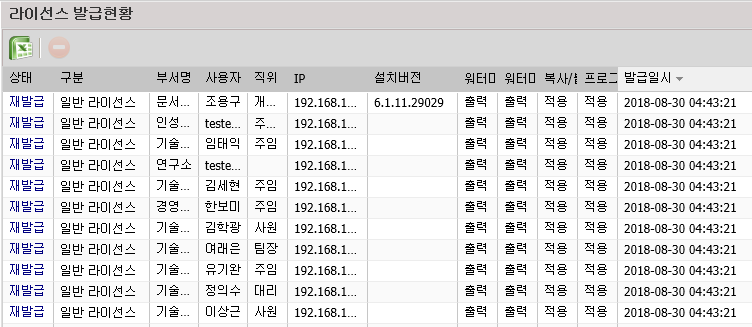 라이선스 발급현황
상태 구분 부서명 사용자 직위 IP 설치버전 워터마 워터마 복사/붙 프로그 발급일시
재발급 일반 라이선스 문서... 조용구 개... 192.168.1... 6.1.11.29029 출력 출력 적용 적용 2018-08-30 04:43:21
재발급 일반 라이선스 인성... teste... 주... 192.168.1... 출력 출력 적용 적용 2018-08-30 04:43:21
재발급 일반 라이선스 기술... 임태익 주임 192.168.1... 출력 출력 적용 적용 2018-08-30 04:43:21
재발급 일반 라이선스 연구소 teste... 192.168.1... 출력 출력 적용 적용 2018-08-30 04:43:21
재발급 일반 라이선스 기술... 김세현 주임 192.168.1... 출력 출력 적용 적용 2018-08-30 04:43:21
재발급 일반 라이선스 경영... 한보미 주임 192.168.1... 출력 출력 적용 적용 2018-08-30 04:43:21
재발급 일반 라이선스 기술... 김학광 사원 192.168.1... 출력 출력 적용 적용 2018-08-30 04:43:21
재발급 일반 라이선스 기술... 여래은 팀장 192.168.1... 출력 출력 적용 적용 2018-08-30 04:43:21
재발급 일반 라이선스 기술... 유기완 주임 192.168.1... 출력 출력 적용 적용 2018-08-30 04:43:21
재발급 일반 라이선스 기술... 정의수 대리 192.168.1... 출력 출력 적용 적용 2018-08-30 04:43:21
재발급 일반 라이선스 기술... 이상근 사원 192.168.1... 출력 출력 적용 적용 2018-08-30 04:43:21